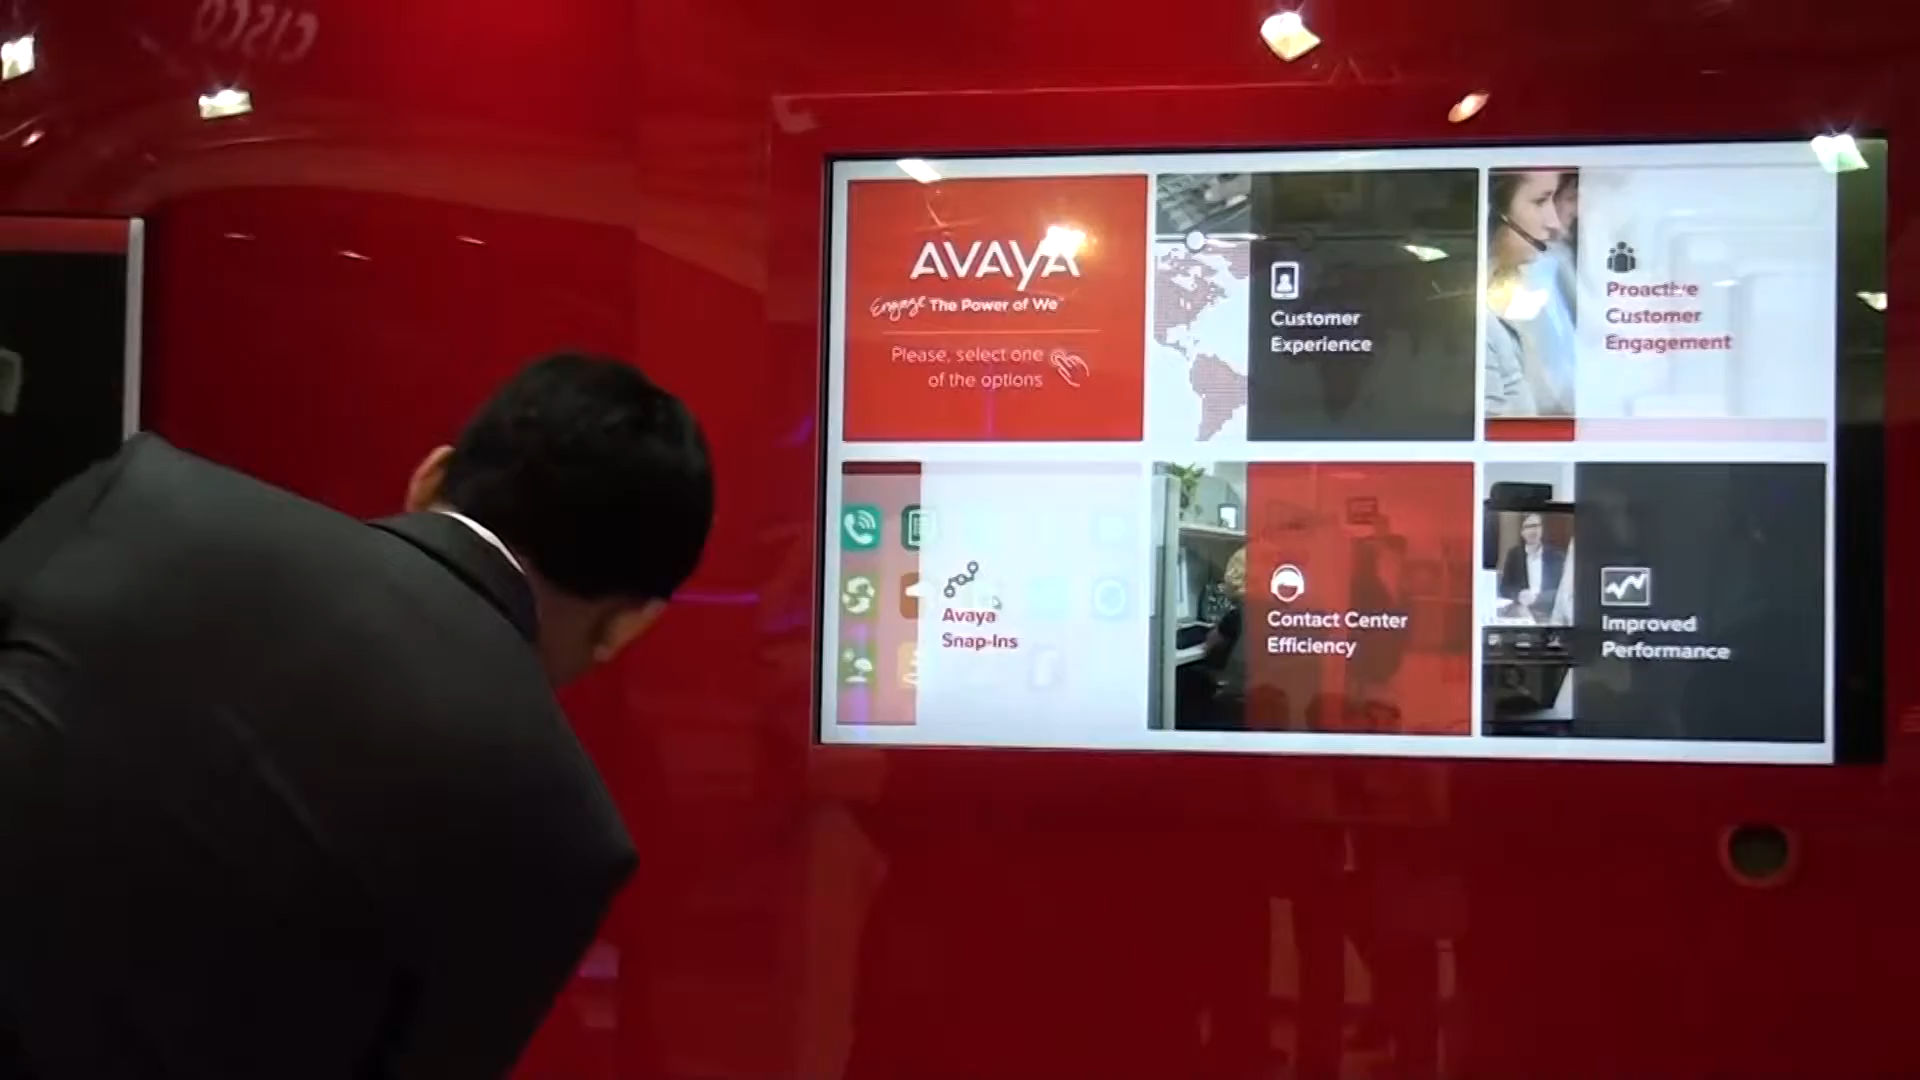 CISCO
AVAYA
Engage The Power of We
Please, select one
of the options
Customer
Experience
Proactive
Customer
Engagement
Avaya
Snap-Ins
Contact Center
Efficiency
Improved
Performance